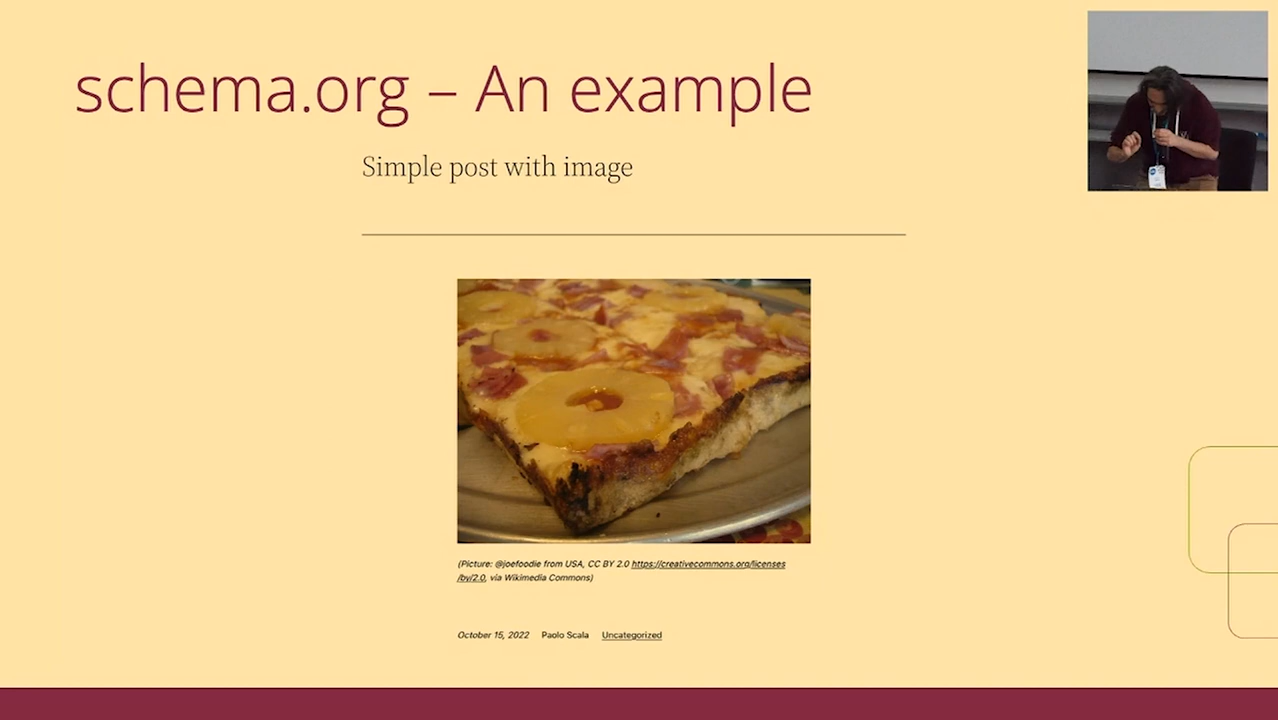 schema.org – An example
Simple post with image
(Picture: @joefoodie from USA, CC BY 2.0 https://creativecommons.org/licenses
/by/2.0, via Wikimedia Commons)
October 15, 2022 Paolo Scala Uncategorized